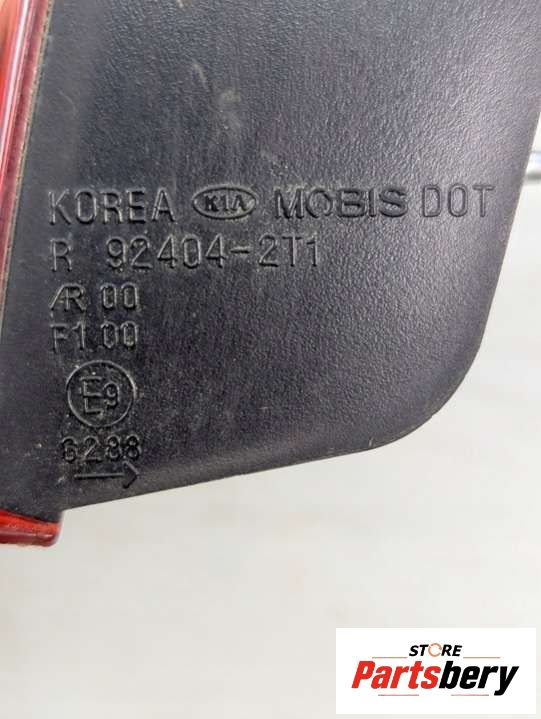 KOREA KIA MOBIS DOT
R 92404-2T1
AR 00
F1 00
E9
6288
STORE
Partsbery